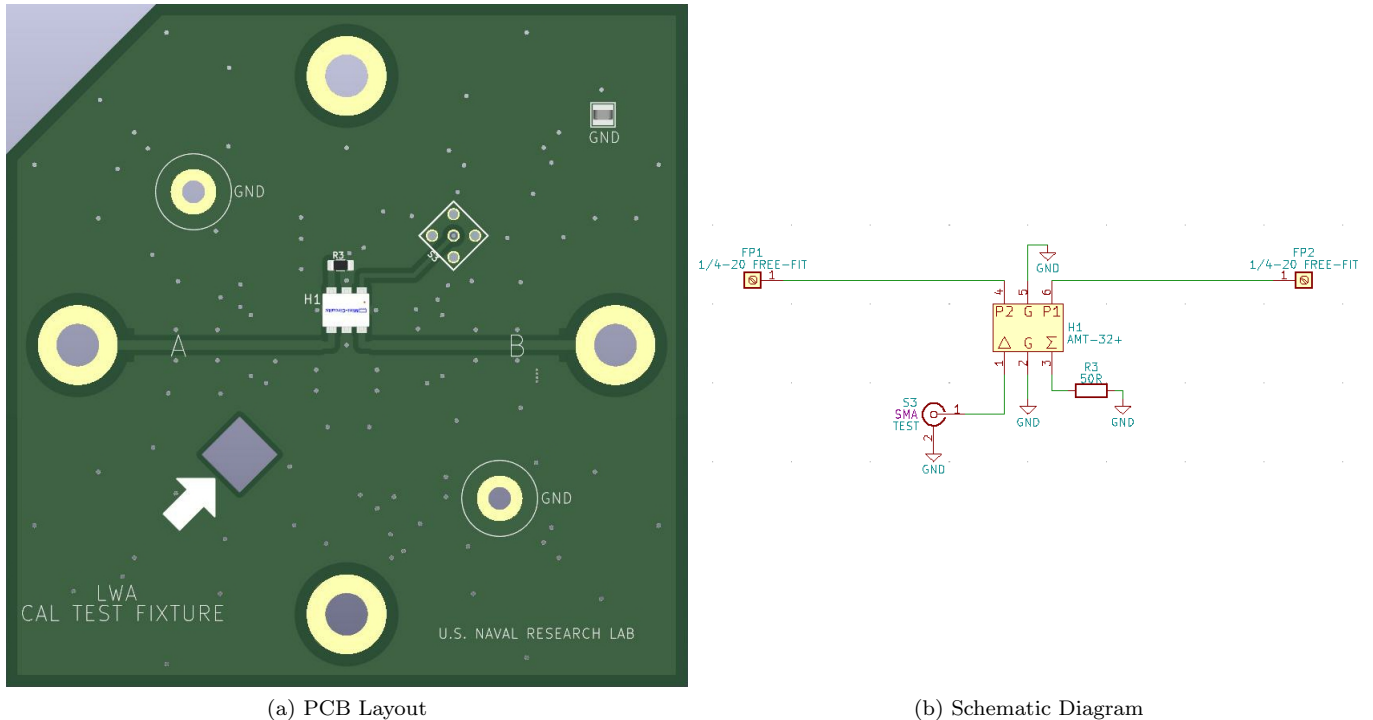 GND
GND
R3
S3
H1
A
B
GND
LWA
CAL TEST FIXTURE
U.S. NAVAL RESEARCH LAB
(a) PCB Layout
FP1
1/4-20 FREE-FIT
1
GND
FP2
1/4-20 FREE-FIT
1
4
5
6
P2 G P1
H1
AMT-32+
△ G Σ
1
2
3
R3
50R
S3
SMA
TEST
1
2
GND
GND
GND
(b) Schematic Diagram